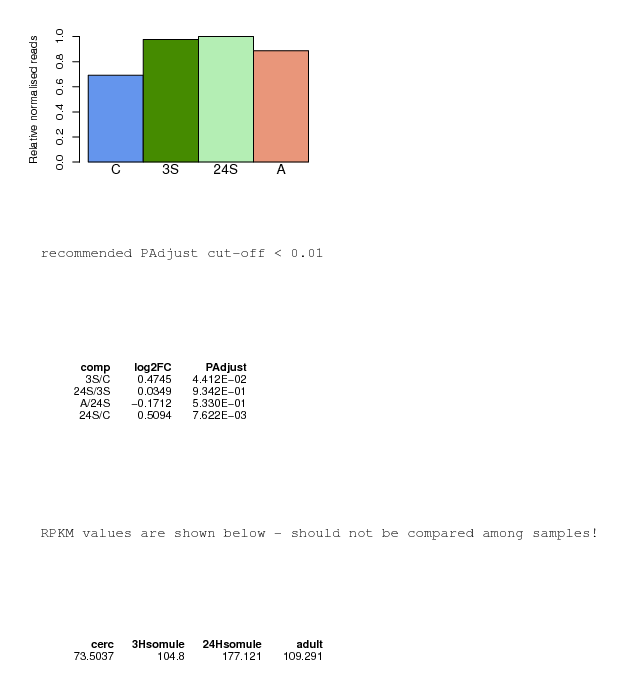 Relative normalised reads
0.0 0.2 0.4 0.6 0.8 1.0
C 3S 24S A
recommended PAdjust cut-off < 0.01
comp log2FC PAdjust
3S/C 0.4745 4.412E-02
24S/3S 0.0349 9.342E-01
A/24S -0.1712 5.330E-01
24S/C 0.5094 7.622E-03
RPKM values are shown below - should not be compared among samples!
cerc 3Hsomule 24Hsomule adult
73.5037 104.8 177.121 109.291